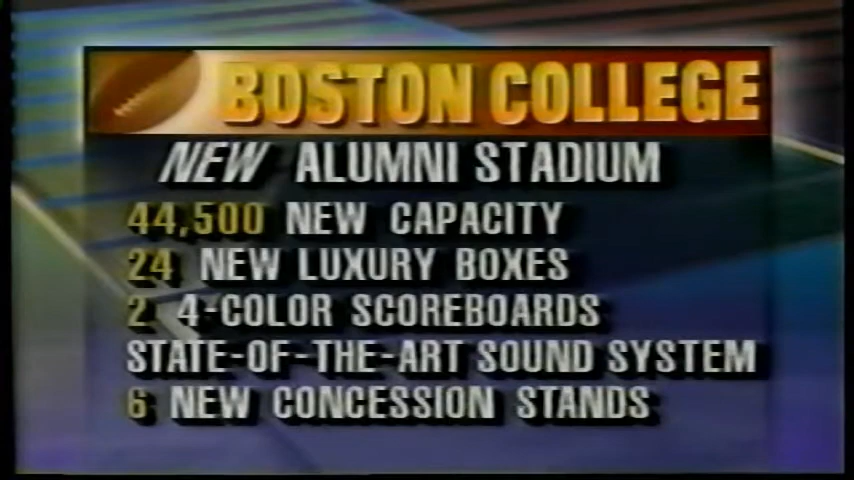 BOSTON COLLEGE
NEW ALUMNI STADIUM
44,500 NEW CAPACITY
24 NEW LUXURY BOXES
2 4-COLOR SCOREBOARDS
STATE-OF-THE-ART SOUND SYSTEM
6 NEW CONCESSION STANDS